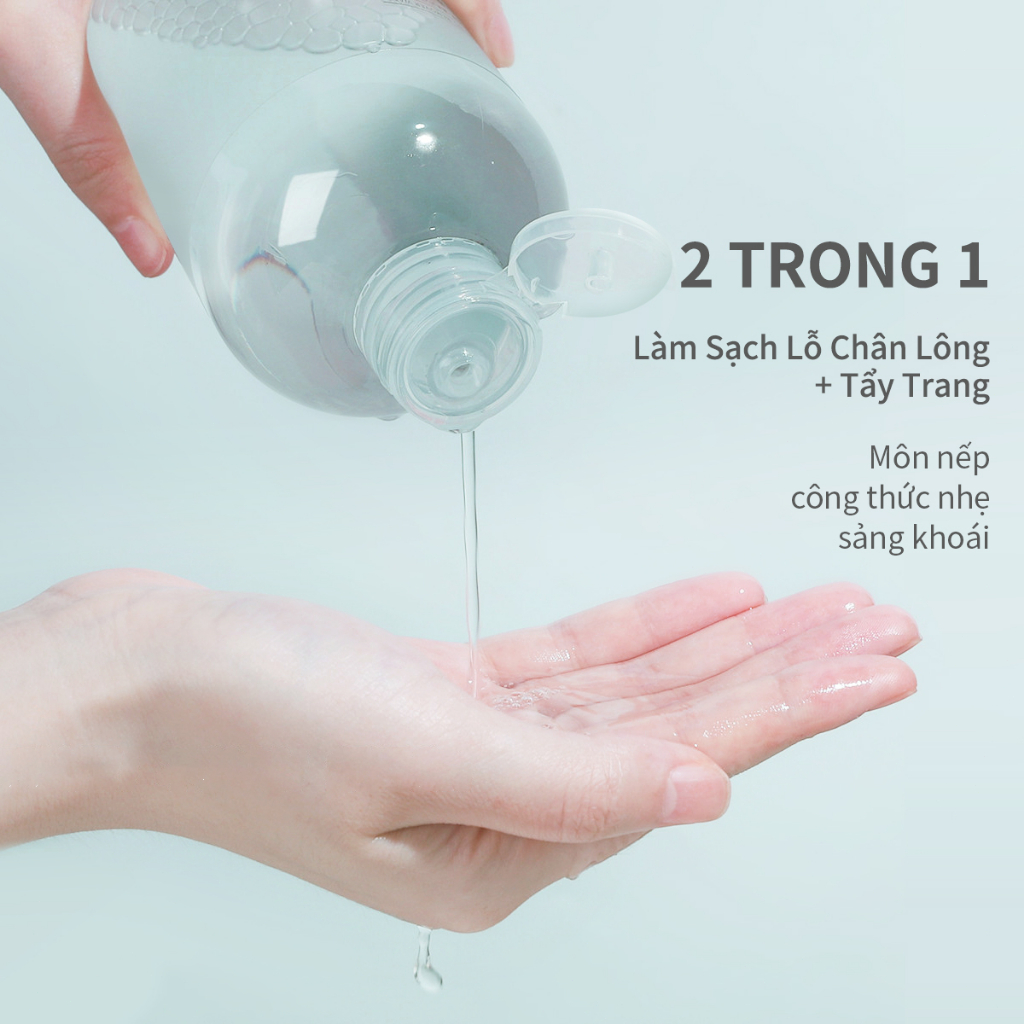 2 TRONG 1
Làm Sạch Lỗ Chân Lông
+ Tẩy Trang
Môn nếp
công thức nhẹ
sảng khoái